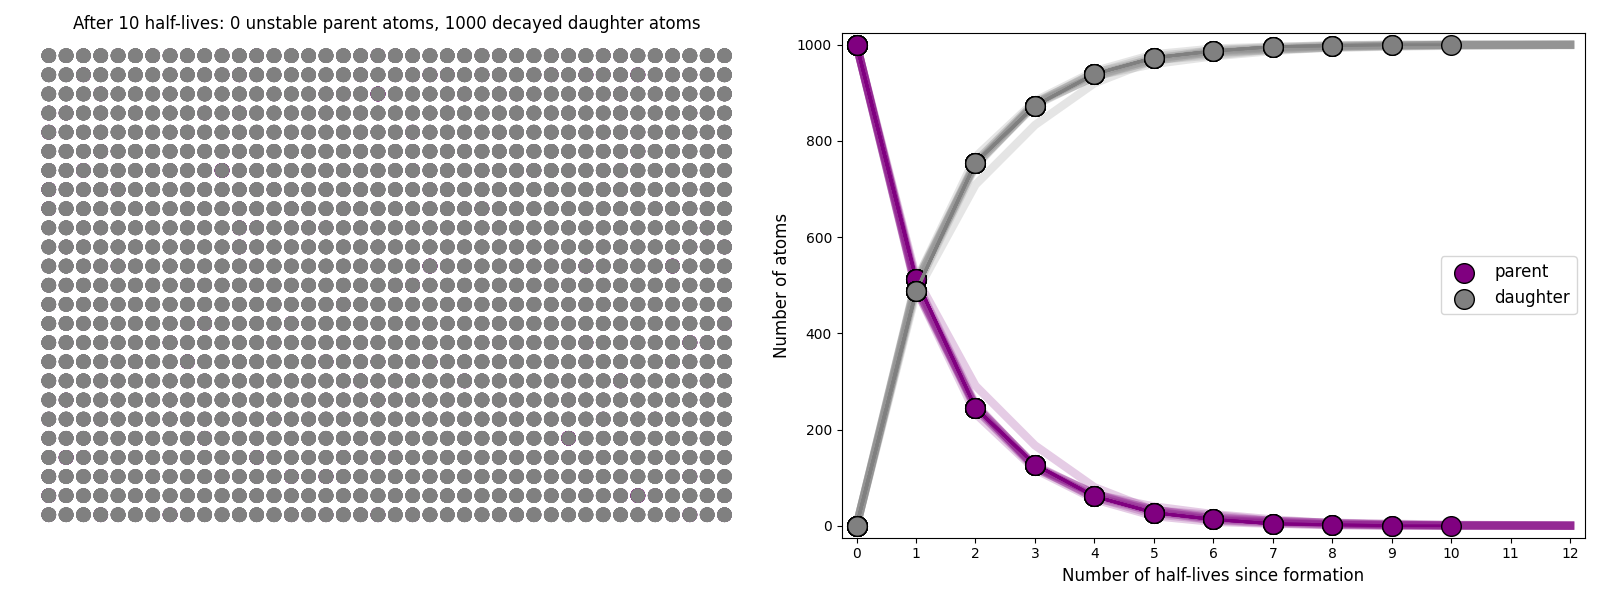 After 10 half-lives: 0 unstable parent atoms, 1000 decayed daughter atoms
1000
800
600
400
200
0
Number of atoms
parent
daughter
0 1 2 3 4 5 6 7 8 9 10 11 12
Number of half-lives since formation